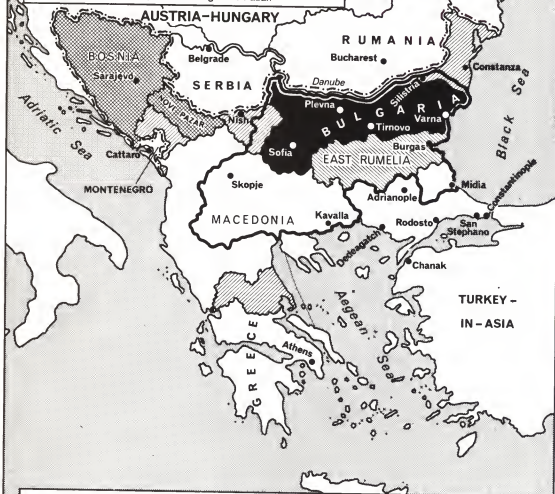 AUSTRIA-HUNGARY
RUMANIA
BOSNIA
Belgrade
Bucharest
Constanza
Sarajevo
SERBIA
Danube
Silistria
Black Sea
Adriatic Sea
NOVI PAZAR
Plevna
BULGARIA
Varna
Nish
Tirnovo
Sofia
Burgas
Cattaro
EAST RUMELIA
MONTENEGRO
Skopje
Adrianople
Midia
Constantinople
MACEDONIA
Kavalla
Rodosto
San
Stephano
Dedeagatch
Chanak
Aegean Sea
TURKEY-
IN-ASIA
GREECE
Athens